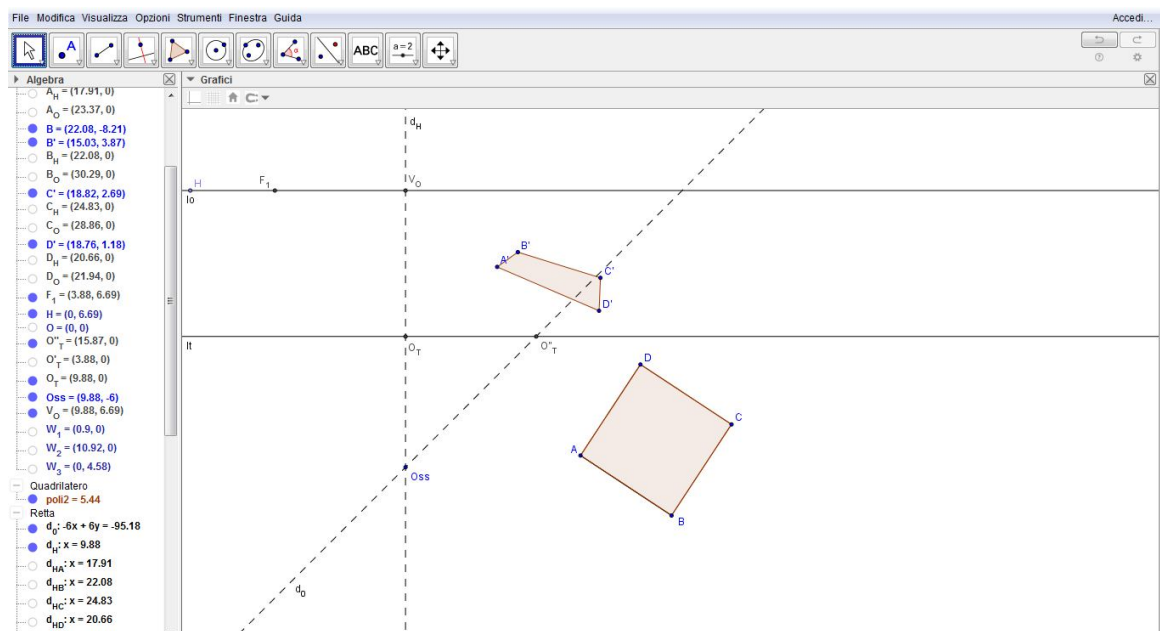 File Modifica Visualizza Opzioni Strumenti Finestra Guida
Accedi...
A
ABC
a = 2
Algebra
Grafici
A_H = (17.91, 0)
A_O = (23.37, 0)
B = (22.08, -8.21)
B' = (15.03, 3.87)
B_H = (22.08, 0)
B_O = (30.29, 0)
C' = (18.82, 2.69)
C_H = (24.83, 0)
C_O = (28.86, 0)
D' = (18.76, 1.18)
D_H = (20.66, 0)
D_O = (21.94, 0)
F_1 = (3.88, 6.69)
H = (0, 6.69)
O = (0, 0)
O''_T = (15.87, 0)
O'_T = (3.88, 0)
O_T = (9.88, 0)
Oss = (9.88, -6)
V_O = (9.88, 6.69)
W_1 = (0.9, 0)
W_2 = (10.92, 0)
W_3 = (0, 4.58)
Quadrilatero
poli2 = 5.44
Retta
d_0: -6x + 6y = -95.18
d_H: x = 9.88
d_HA: x = 17.91
d_HB: x = 22.08
d_HC: x = 24.83
d_HD: x = 20.66
d_H
H
F_1
V_O
lo
B'
A'
C'
D'
lt
O_T
O''_T
D
C
A
B
Oss
d_0